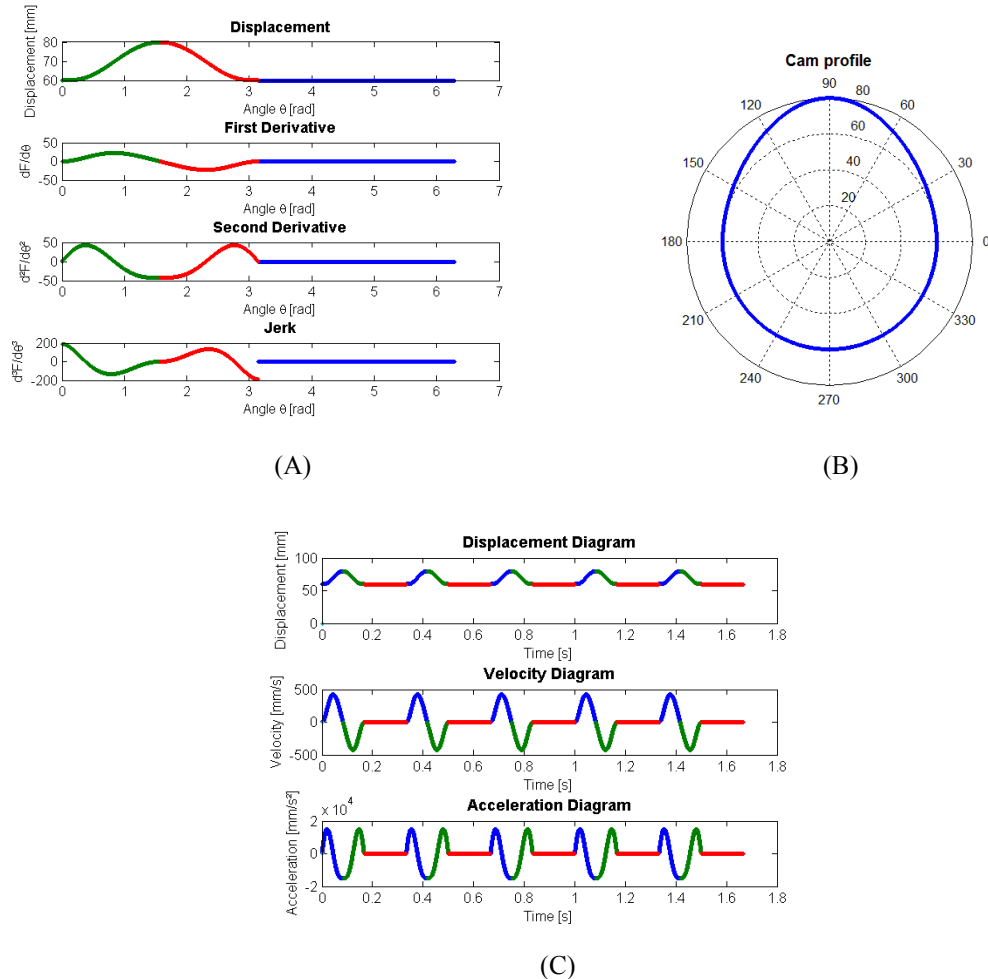 Displacement
Displacement [mm]
80
70
60
0 1 2 3 4 5 6 7
Angle θ [rad]
First Derivative
dF/dθ
50
0
-50
0 1 2 3 4 5 6 7
Angle θ [rad]
Second Derivative
d²F/dθ²
50
0
-50
0 1 2 3 4 5 6 7
Angle θ [rad]
Jerk
d³F/dθ³
200
0
-200
0 1 2 3 4 5 6 7
Angle θ [rad]
(A)
Cam profile
90
80
120 60
60
40
150 30
20
180 0
210 330
240 300
270
(B)
Displacement Diagram
Displacement [mm]
100
50
0
0 0.2 0.4 0.6 0.8 1 1.2 1.4 1.6 1.8
Time [s]
Velocity Diagram
Velocity [mm/s]
500
0
-500
0 0.2 0.4 0.6 0.8 1 1.2 1.4 1.6 1.8
Time [s]
x 10⁴
Acceleration Diagram
Acceleration [mm/s²]
2
0
-2
0 0.2 0.4 0.6 0.8 1 1.2 1.4 1.6 1.8
Time [s]
(C)